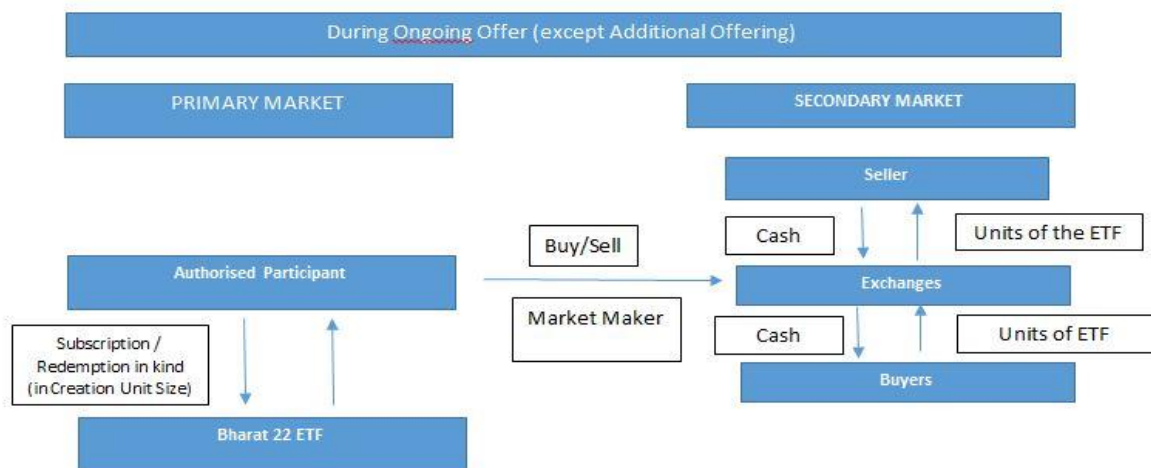 During Ongoing Offer (except Additional Offering)
PRIMARY MARKET
SECONDARY MARKET
Seller
Cash
Units of the ETF
Buy/Sell
Authorised Participant
Exchanges
Market Maker
Cash
Units of ETF
Subscription /
Redemption in kind
(in Creation Unit Size)
Buyers
Bharat 22 ETF